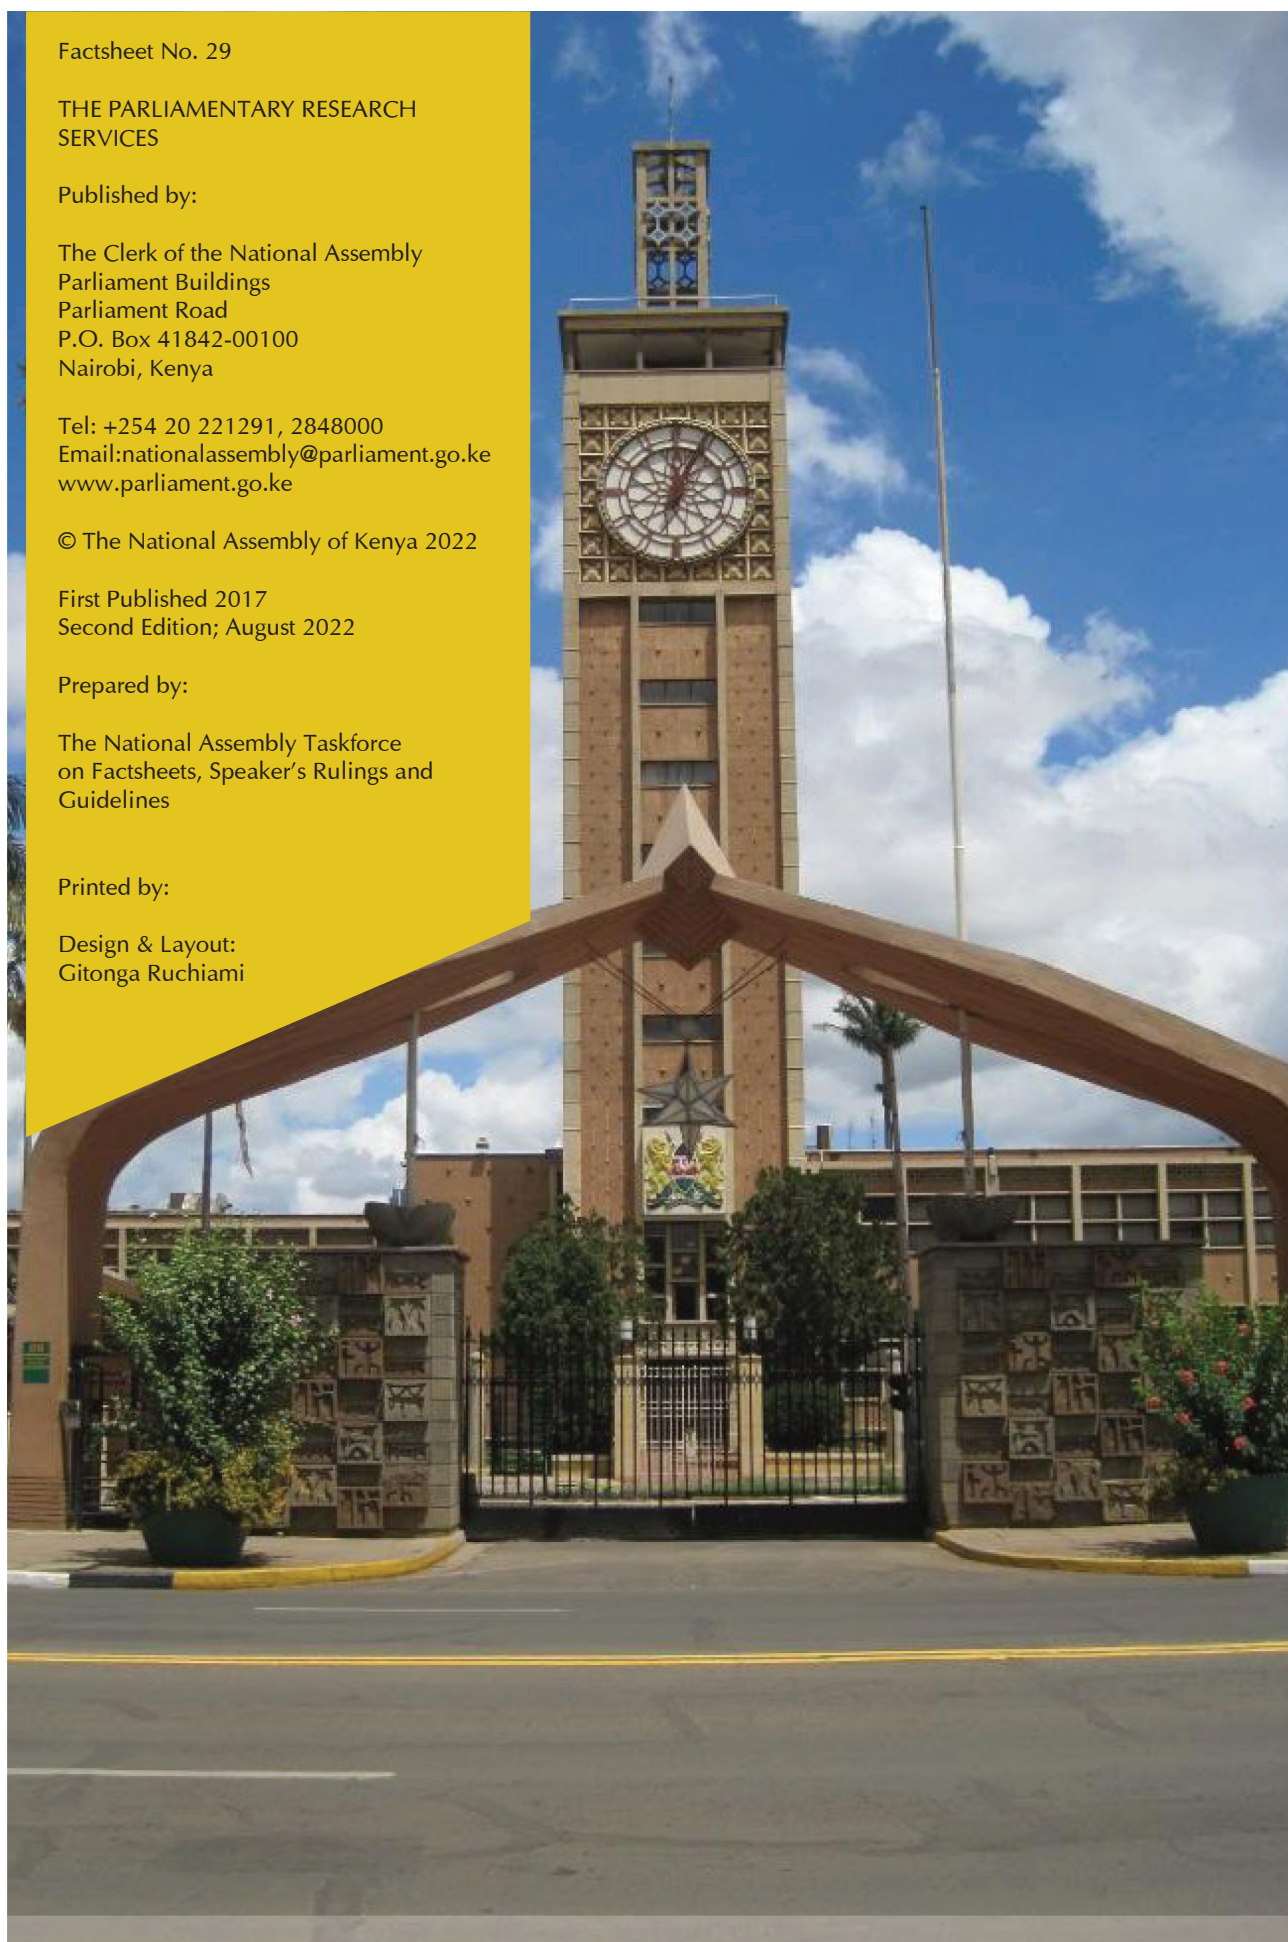 Factsheet No. 29
THE PARLIAMENTARY RESEARCH
SERVICES
Published by:
The Clerk of the National Assembly
Parliament Buildings
Parliament Road
P.O. Box 41842-00100
Nairobi, Kenya
Tel: +254 20 221291, 2848000
Email:nationalassembly@parliament.go.ke
www.parliament.go.ke
© The National Assembly of Kenya 2022
First Published 2017
Second Edition; August 2022
Prepared by:
The National Assembly Taskforce
on Factsheets, Speaker’s Rulings and
Guidelines
Printed by:
Design & Layout:
Gitonga Ruchiami